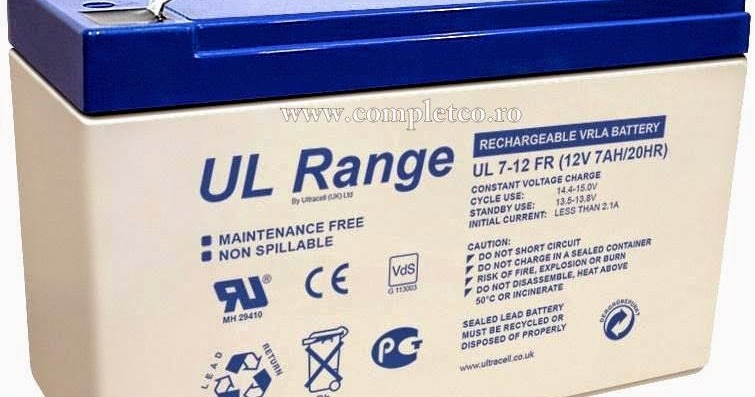 www.completco.ro
RECHARGEABLE VRLA BATTERY
UL 7-12 FR (12V 7AH/20HR)
CONSTANT VOLTAGE CHARGE
CYCLE USE: 14.4-15.0V
STANDBY USE: 13.5-13.8V
INITIAL CURRENT: LESS THAN 2.1A
UL Range
By Ultracell (UK) Ltd
MAINTENANCE FREE
NON SPILLABLE
CAUTION:
DO NOT SHORT CIRCUIT
DO NOT CHARGE IN A SEALED CONTAINER
RISK OF FIRE, EXPLOSION OR BURN
DO NOT DISASSEMBLE, HEAT ABOVE
50°C OR INCINERATE
MH 29410
CE
VdS
G 113003
SEALED LEAD BATTERY
MUST BE RECYCLED OR
DISPOSED OF PROPERLY
www.ultracell.co.uk
LEAD
RETURN
RECYCLE
Pb